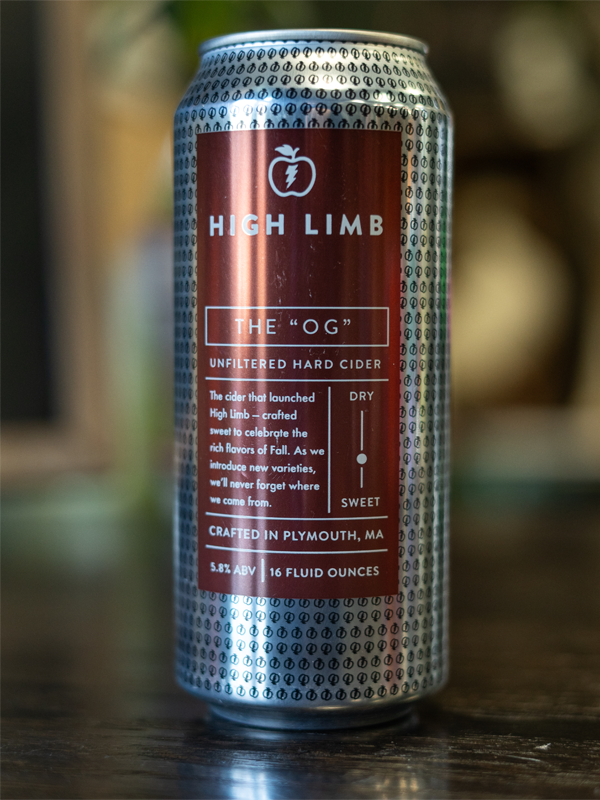 HIGH LIMB
THE “OG”
UNFILTERED HARD CIDER
The cider that launched
High Limb – crafted
sweet to celebrate the
rich flavors of Fall. As we
introduce new varieties,
we'll never forget where
we came from.
DRY
SWEET
CRAFTED IN PLYMOUTH, MA
5.8% ABV | 16 FLUID OUNCES